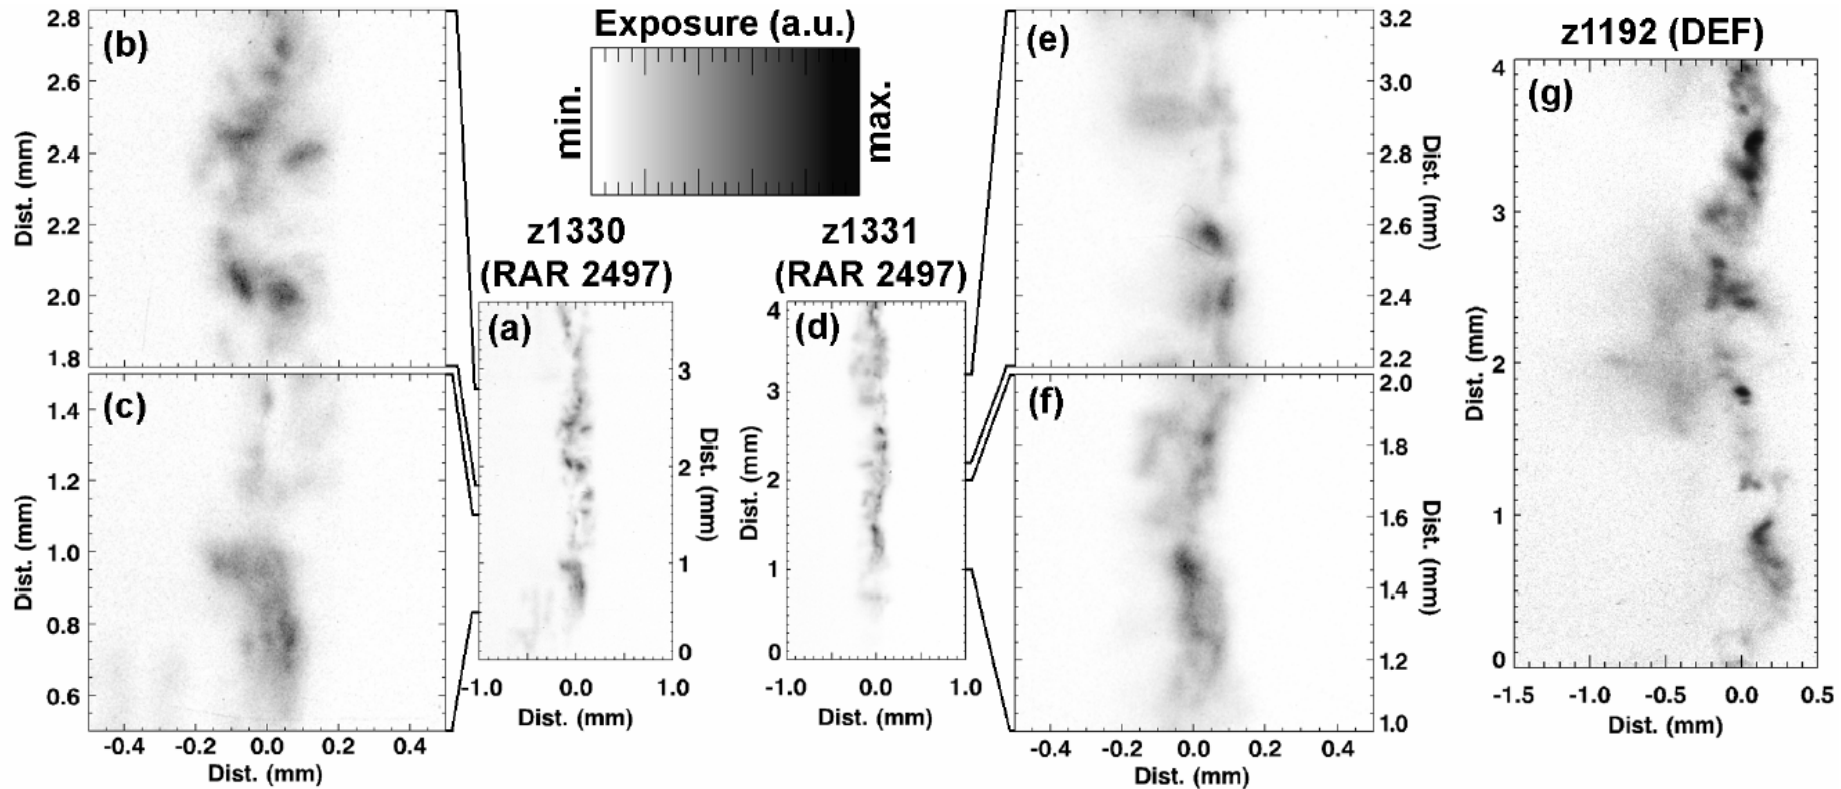 (b)
2.8
2.6
2.4
2.2
2.0
1.8
Dist. (mm)
(c)
1.4
1.2
1.0
0.8
0.6
Dist. (mm)
-0.4 -0.2 0.0 0.2 0.4
Dist. (mm)
Exposure (a.u.)
min.
max.
z1330
(RAR 2497)
(a)
3
2
1
0
Dist. (mm)
-1.0 0.0 1.0
Dist. (mm)
z1331
(RAR 2497)
(d)
4
3
2
1
0
Dist. (mm)
-1.0 0.0 1.0
Dist. (mm)
(e)
3.2
3.0
2.8
2.6
2.4
2.2
Dist. (mm)
(f)
2.0
1.8
1.6
1.4
1.2
1.0
Dist. (mm)
-0.4 -0.2 0.0 0.2 0.4
Dist. (mm)
z1192 (DEF)
(g)
4
3
2
1
0
Dist. (mm)
-1.5 -1.0 -0.5 0.0 0.5
Dist. (mm)